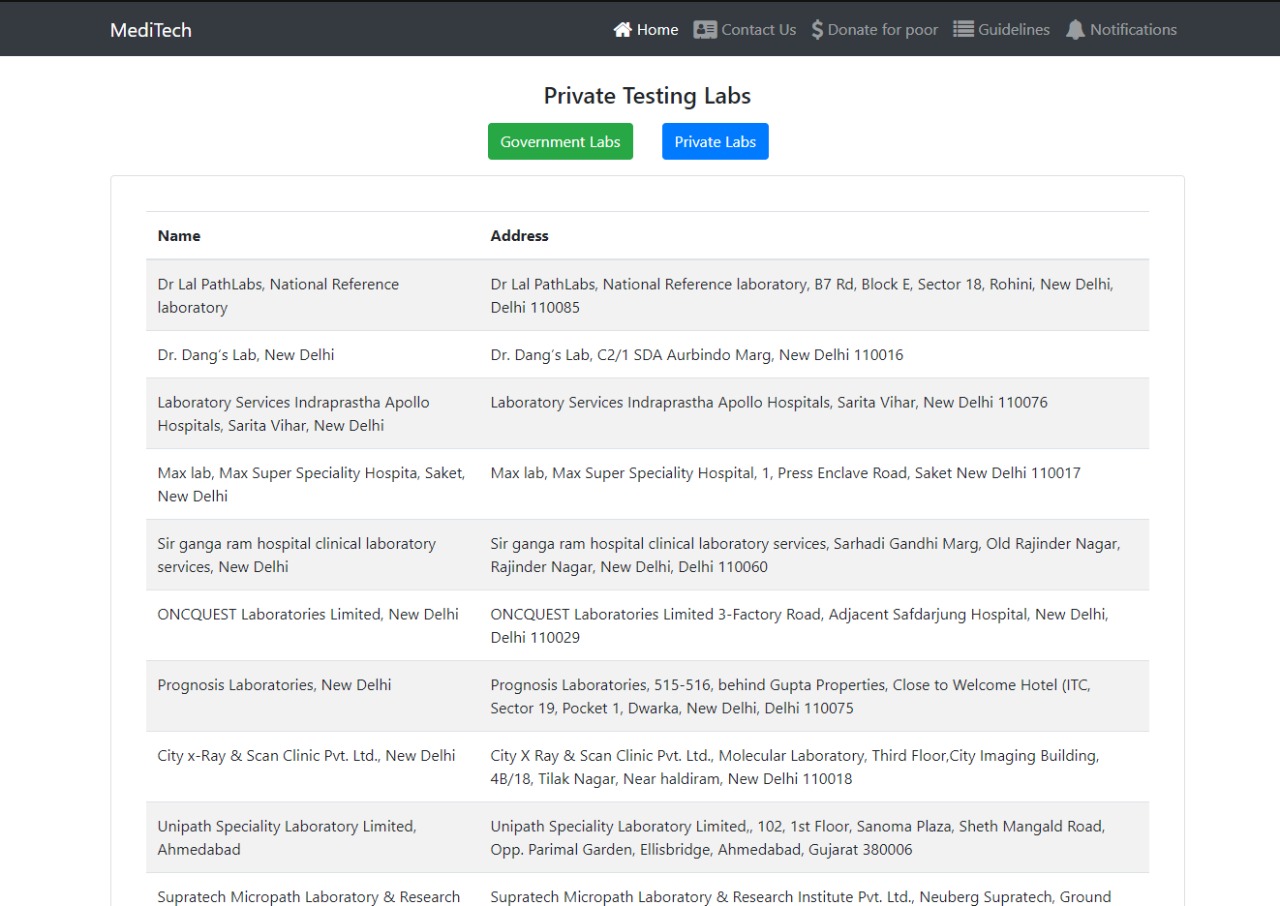 MediTech
Home Contact Us Donate for poor Guidelines Notifications
Private Testing Labs
Government Labs Private Labs
Name Address
Dr Lal PathLabs, National Reference
laboratory
Dr Lal PathLabs, National Reference laboratory, B7 Rd, Block E, Sector 18, Rohini, New Delhi,
Delhi 110085
Dr. Dang’s Lab, New Delhi
Dr. Dang’s Lab, C2/1 SDA Aurbindo Marg, New Delhi 110016
Laboratory Services Indraprastha Apollo
Hospitals, Sarita Vihar, New Delhi
Laboratory Services Indraprastha Apollo Hospitals, Sarita Vihar, New Delhi 110076
Max lab, Max Super Speciality Hospita, Saket,
New Delhi
Max lab, Max Super Speciality Hospital, 1, Press Enclave Road, Saket New Delhi 110017
Sir ganga ram hospital clinical laboratory
services, New Delhi
Sir ganga ram hospital clinical laboratory services, Sarhadi Gandhi Marg, Old Rajinder Nagar,
Rajinder Nagar, New Delhi, Delhi 110060
ONCQUEST Laboratories Limited, New Delhi
ONCQUEST Laboratories Limited 3-Factory Road, Adjacent Safdarjung Hospital, New Delhi,
Delhi 110029
Prognosis Laboratories, New Delhi
Prognosis Laboratories, 515-516, behind Gupta Properties, Close to Welcome Hotel (ITC,
Sector 19, Pocket 1, Dwarka, New Delhi, Delhi 110075
City x-Ray & Scan Clinic Pvt. Ltd., New Delhi
City X Ray & Scan Clinic Pvt. Ltd., Molecular Laboratory, Third Floor,City Imaging Building,
4B/18, Tilak Nagar, Near haldiram, New Delhi 110018
Unipath Speciality Laboratory Limited,
Ahmedabad
Unipath Speciality Laboratory Limited,, 102, 1st Floor, Sanoma Plaza, Sheth Mangald Road,
Opp. Parimal Garden, Ellisbridge, Ahmedabad, Gujarat 380006
Supratech Micropath Laboratory & Research
Supratech Micropath Laboratory & Research Institute Pvt. Ltd., Neuberg Supratech, Ground